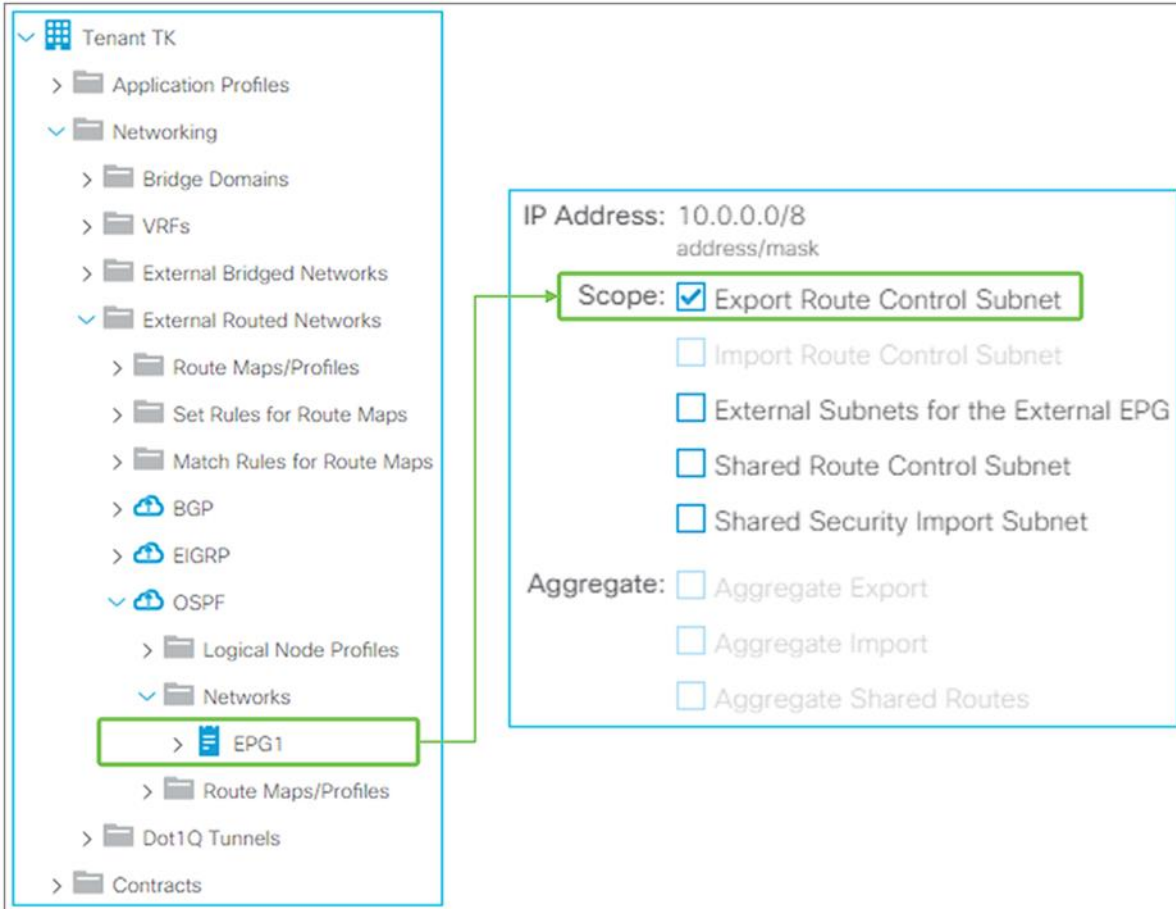 Tenant TK
Application Profiles
Networking
Bridge Domains
VRFs
External Bridged Networks
External Routed Networks
Route Maps/Profiles
Set Rules for Route Maps
Match Rules for Route Maps
BGP
EIGRP
OSPF
Logical Node Profiles
Networks
EPG1
Route Maps/Profiles
Dot1Q Tunnels
Contracts
IP Address: 10.0.0.0/8
address/mask
Scope: Export Route Control Subnet
Import Route Control Subnet
External Subnets for the External EPG
Shared Route Control Subnet
Shared Security Import Subnet
Aggregate: Aggregate Export
Aggregate Import
Aggregate Shared Routes